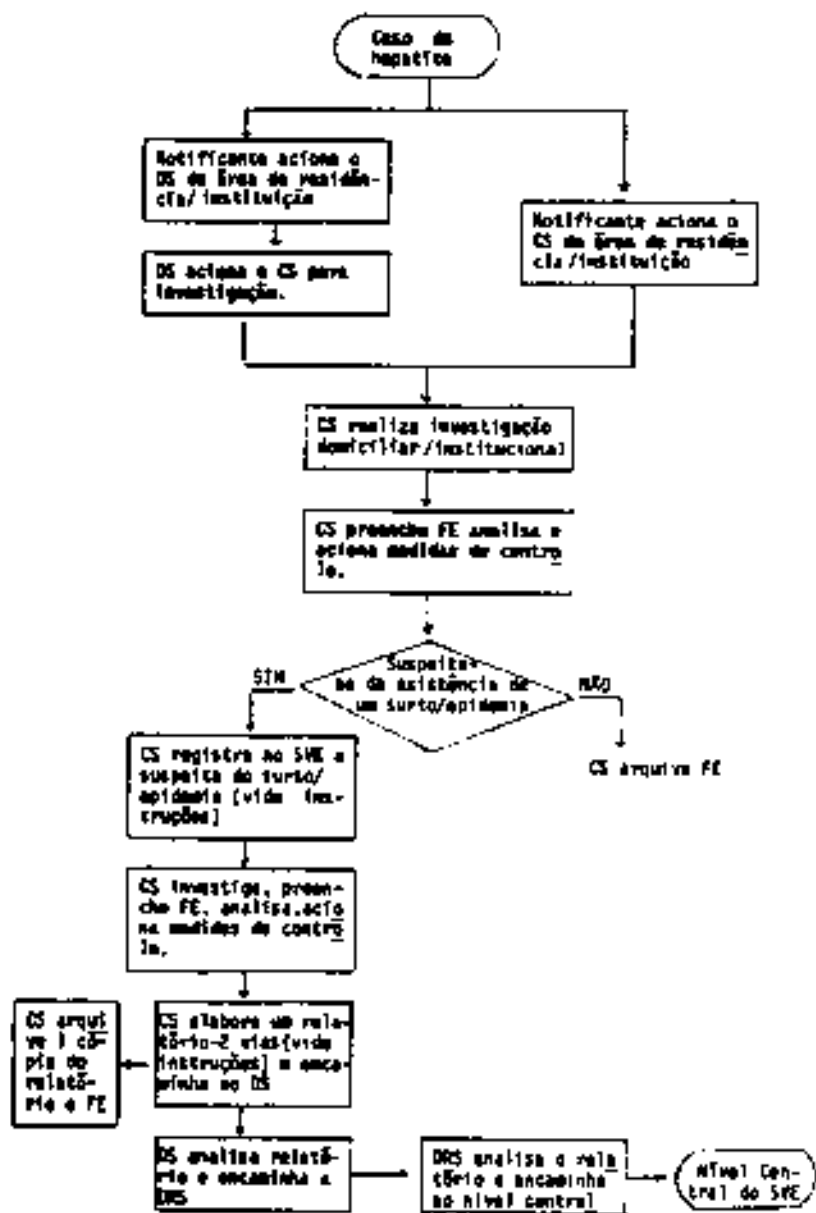 Caso de
hepatite
Notificante aciona o
DS da área de residên-
cia/instituição
Notificante aciona o
CS da área de residên
cia/instituição
DS aciona o CS para
investigação.
CS realiza investigação
domiciliar/institucional
CS preenche FE analisa e
aciona medidas de contro
le.
Suspeita-
se da existência de
um surto/epidemia
SIM
NÃO
CS registra no SVE a
suspeita do surto/
epidemia (vide ins-
truções)
CS arquiva FE
CS investiga, preen-
che FE, analisa,acio
na medidas de contro
le.
CS arqui
va 1 có
pia do
relató-
rio e FE
CS elabora um rela-
tório-2 vias(vide
instruções) e enca-
minha ao DS
DS analisa relató-
rio e encaminha a
DRS
DRS analisa o rela
tório e encaminha
ao nível central
Nível Cen-
tral do SVE